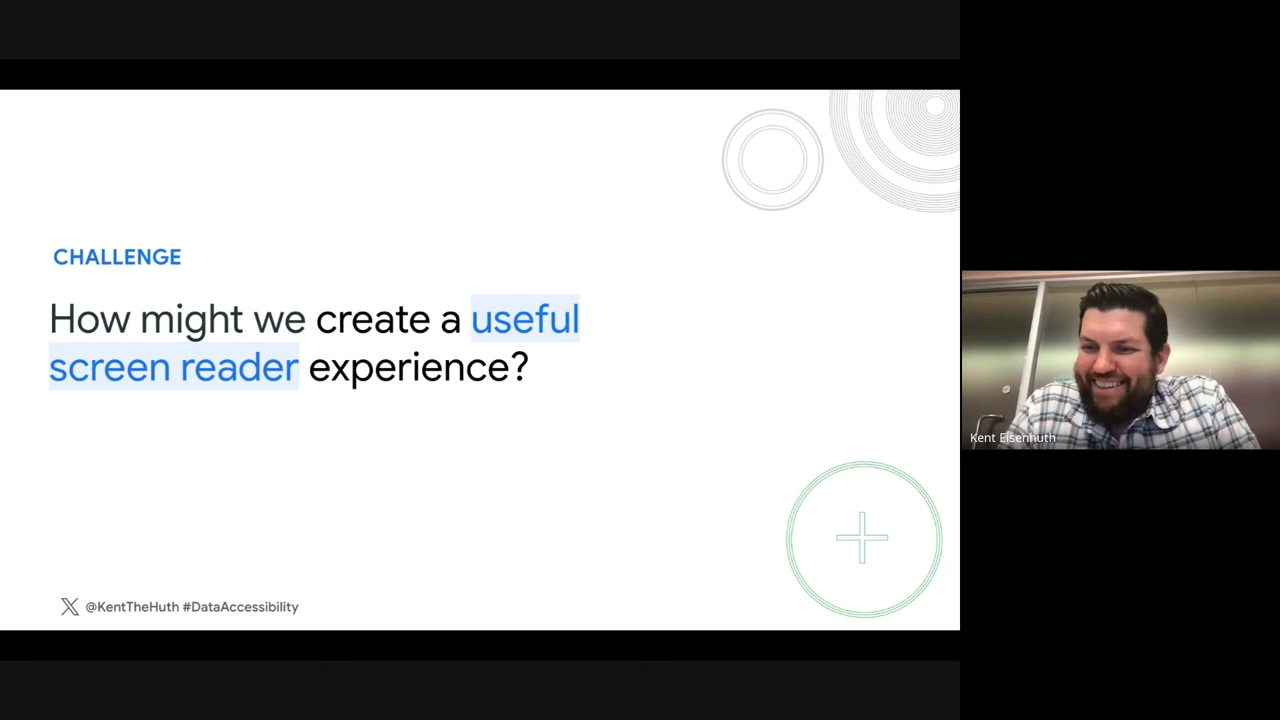 CHALLENGE
How might we create a useful
screen reader experience?
@KentTheHuth #DataAccessibility
Kent Eisenhuth